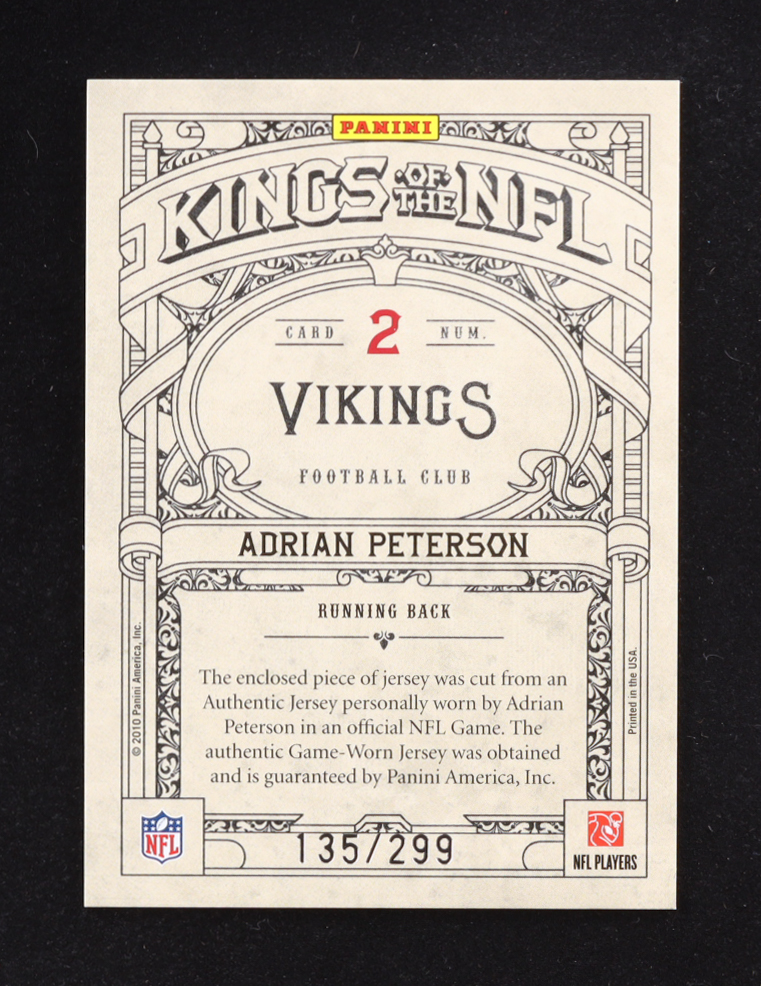 PANINI
KINGS OF THE NFL
CARD 2 NUM.
VIKINGS
FOOTBALL CLUB
ADRIAN PETERSON
RUNNING BACK
The enclosed piece of jersey was cut from an
Authentic Jersey personally worn by Adrian
Peterson in an official NFL Game. The
authentic Game-Worn Jersey was obtained
and is guaranteed by Panini America, Inc.
© 2010 Panini America, Inc.
Printed in the USA.
NFL
135/299
NFL PLAYERS